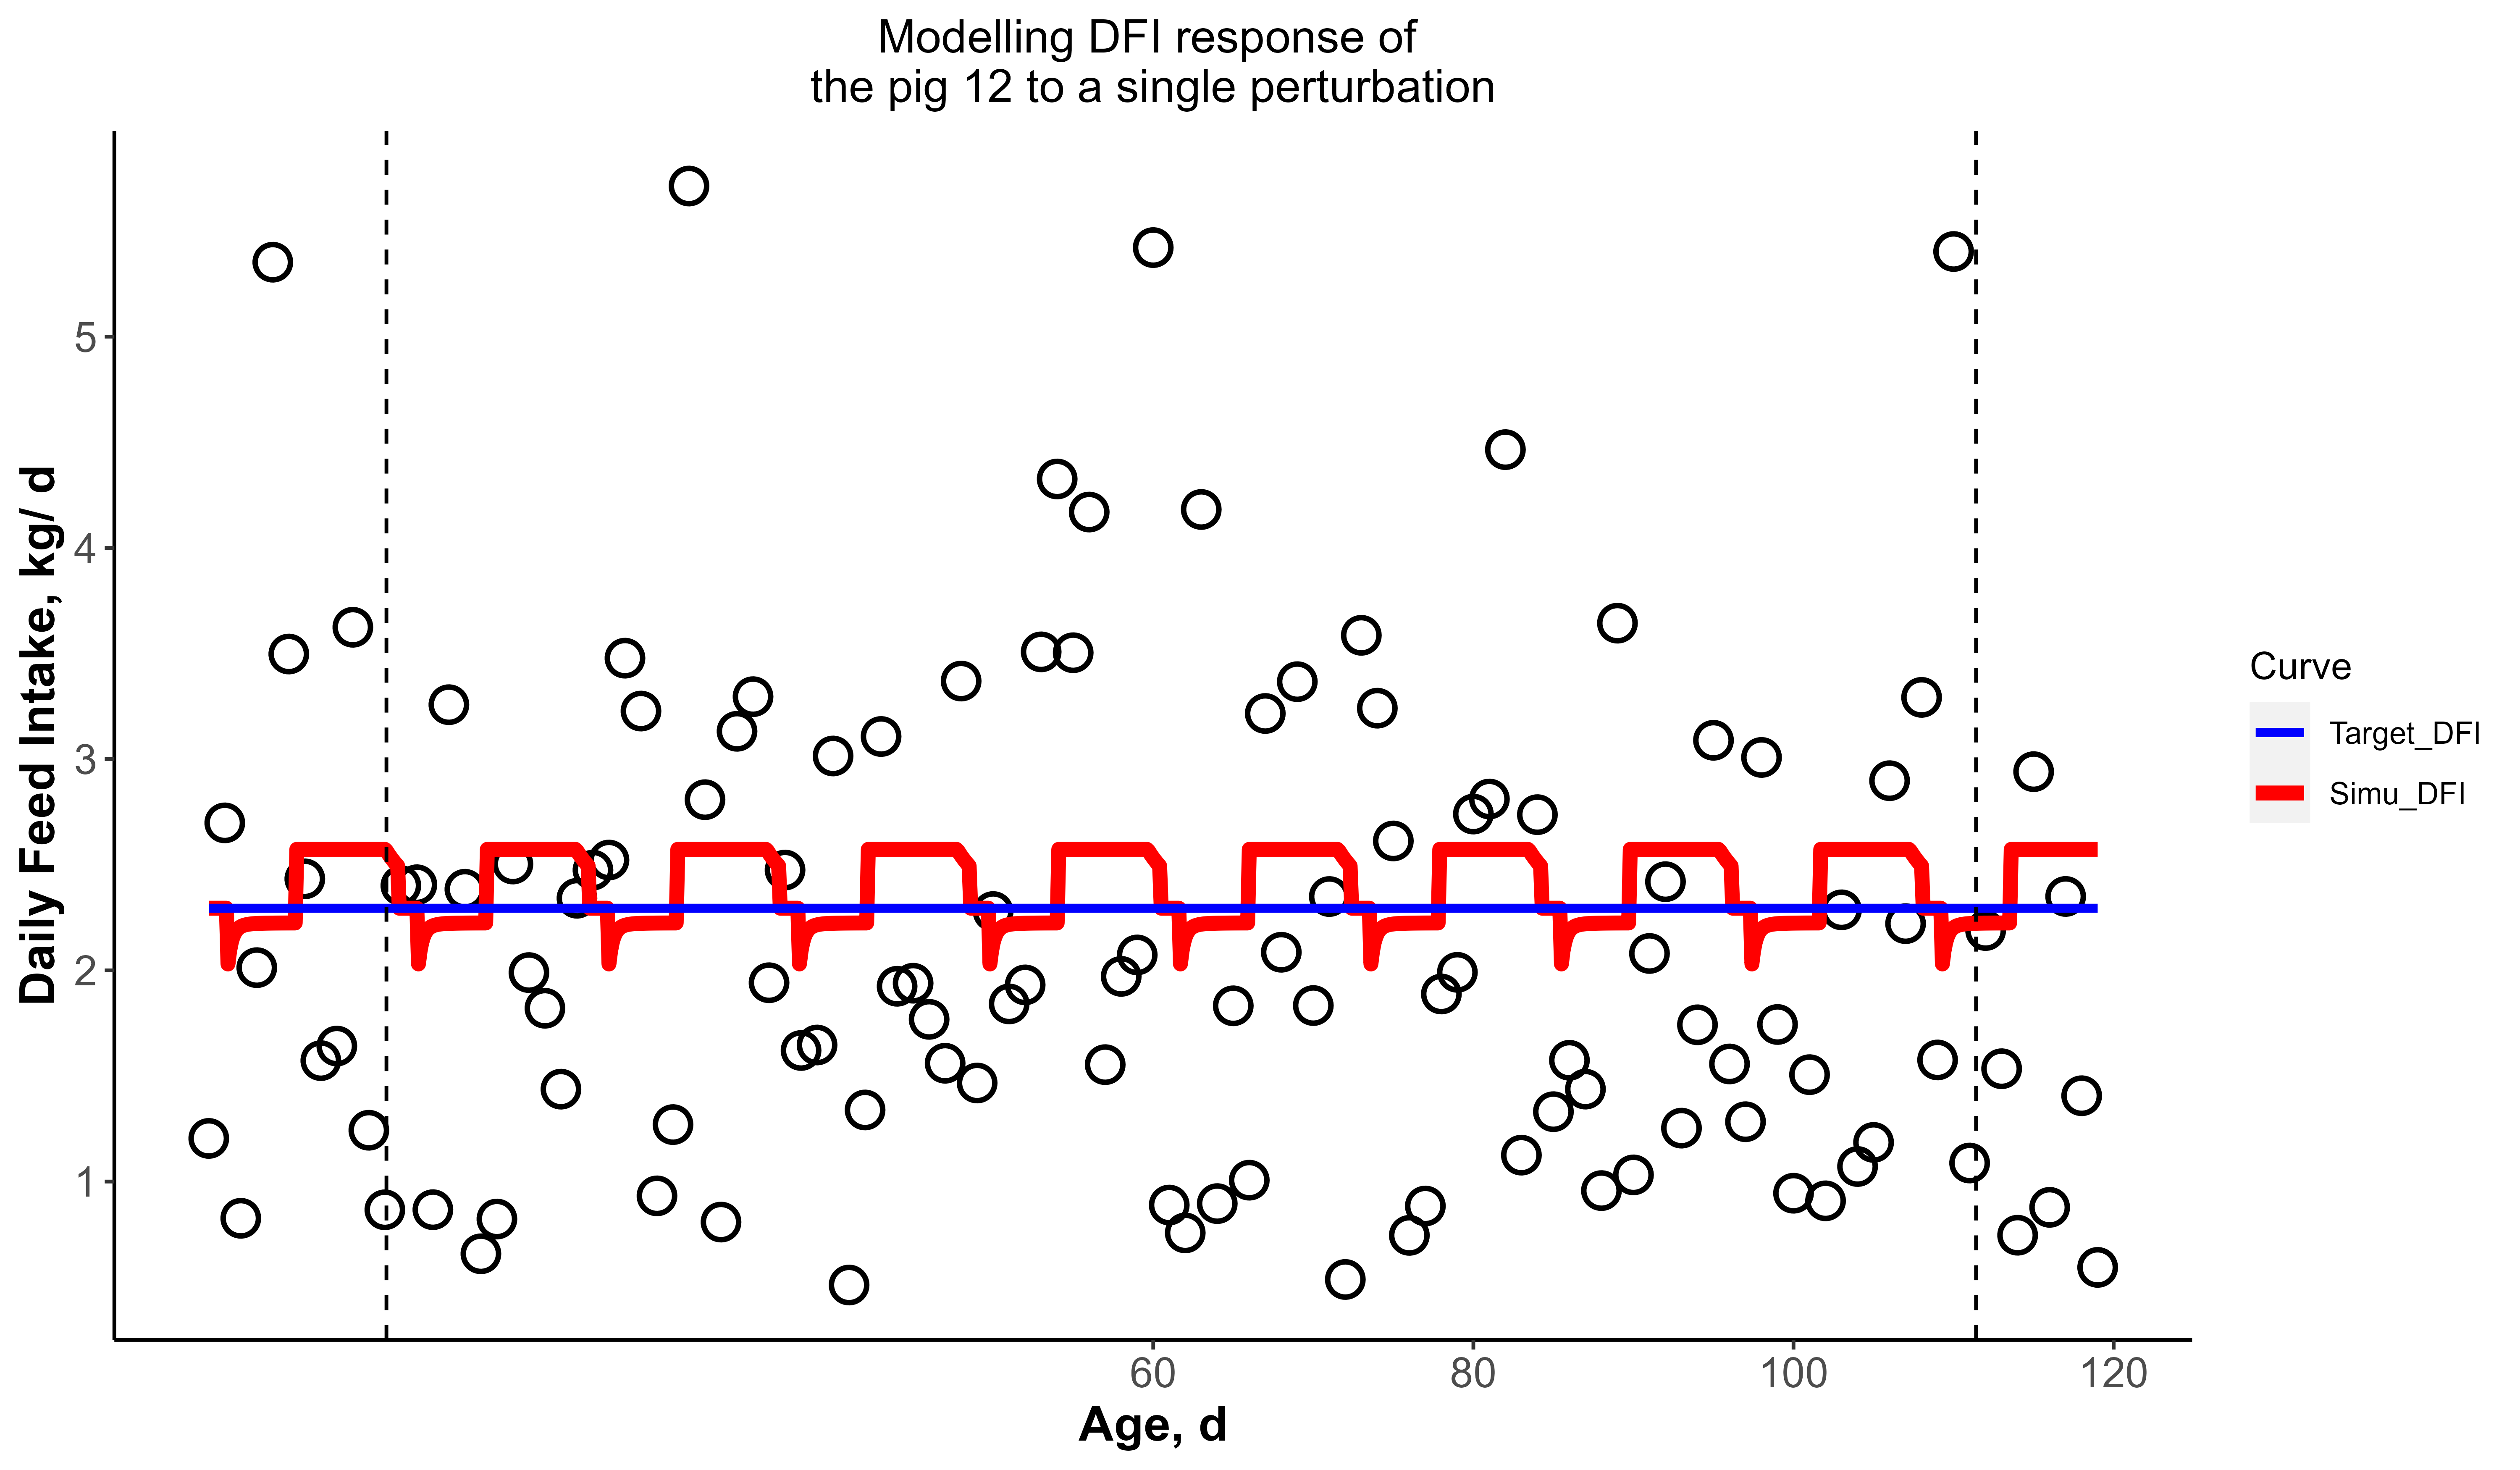 Modelling DFI response of
the pig 12 to a single perturbation
Daily Feed Intake, kg/ d
5
4
3
2
1
60
80
100
120
Age, d
Curve
Target_DFI
Simu_DFI